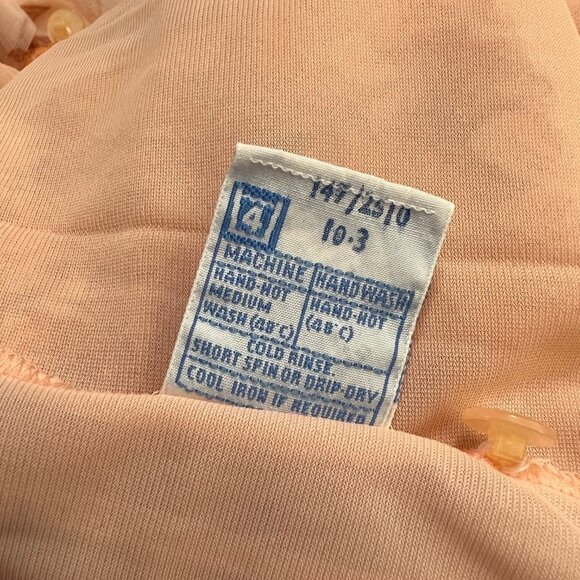 147/2510
4
10·3
MACHINE HANDWASH
HAND-HOT HAND-HOT
MEDIUM (48°C)
WASH (48°C)
COLD RINSE
SHORT SPIN OR DRIP-DRY
COOL IRON IF REQUIRED